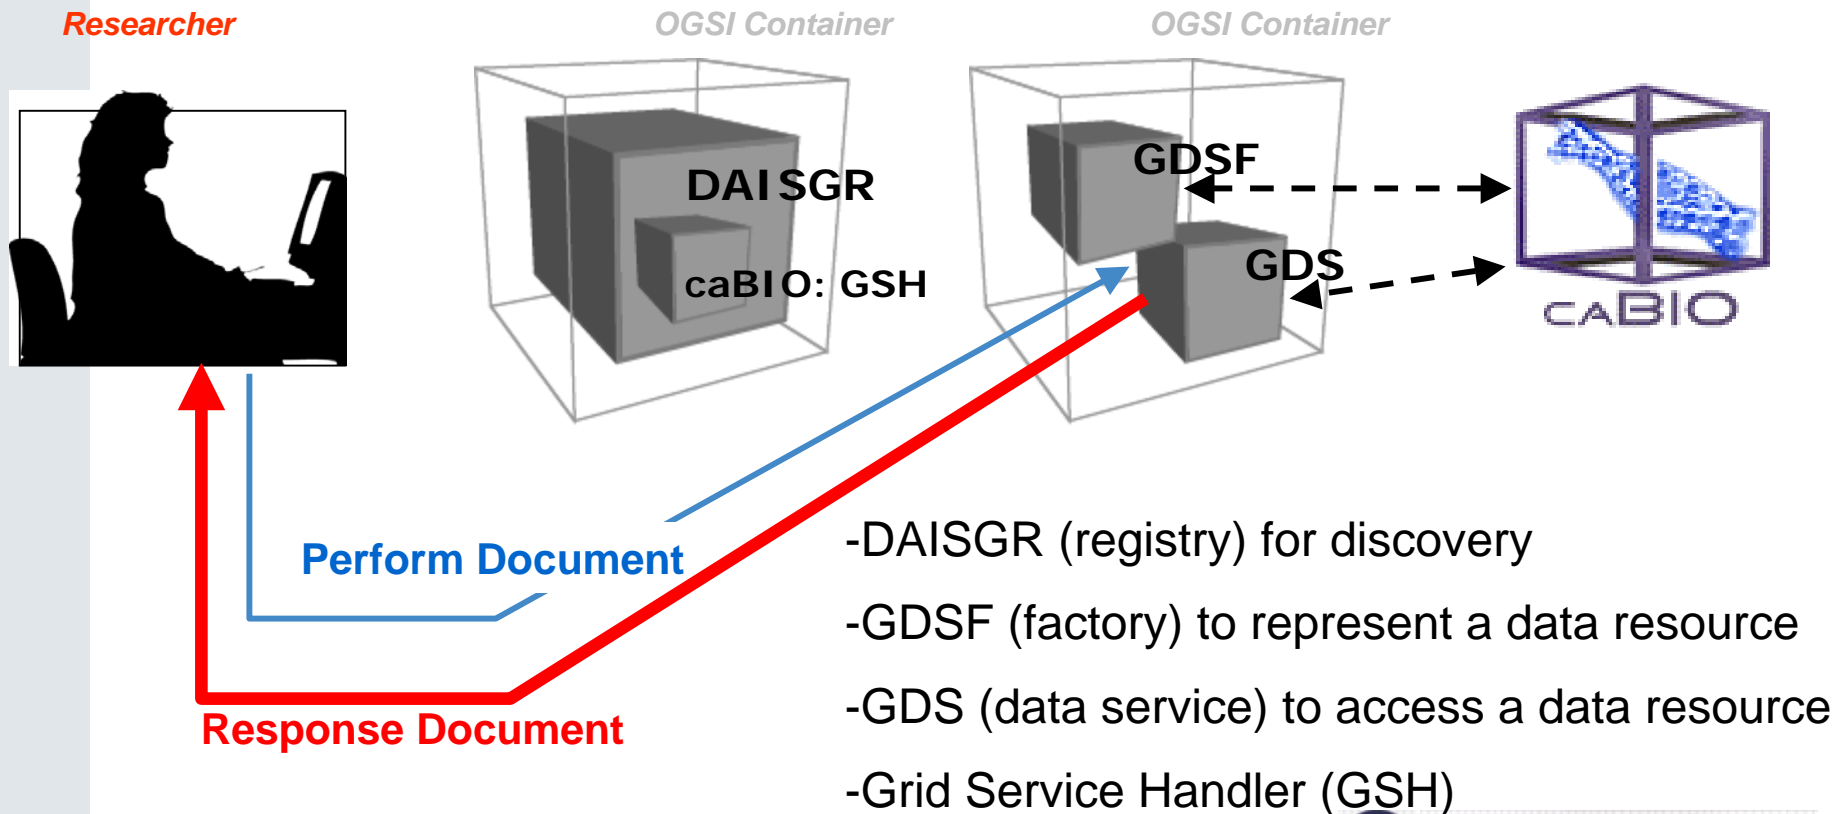 Researcher
OGSI Container
OGSI Container
DAISGR
caBIO: GSH
GDSF
GDS
caBIO
Perform Document
Response Document
-DAISGR (registry) for discovery
-GDSF (factory) to represent a data resource
-GDS (data service) to access a data resource
-Grid Service Handler (GSH)